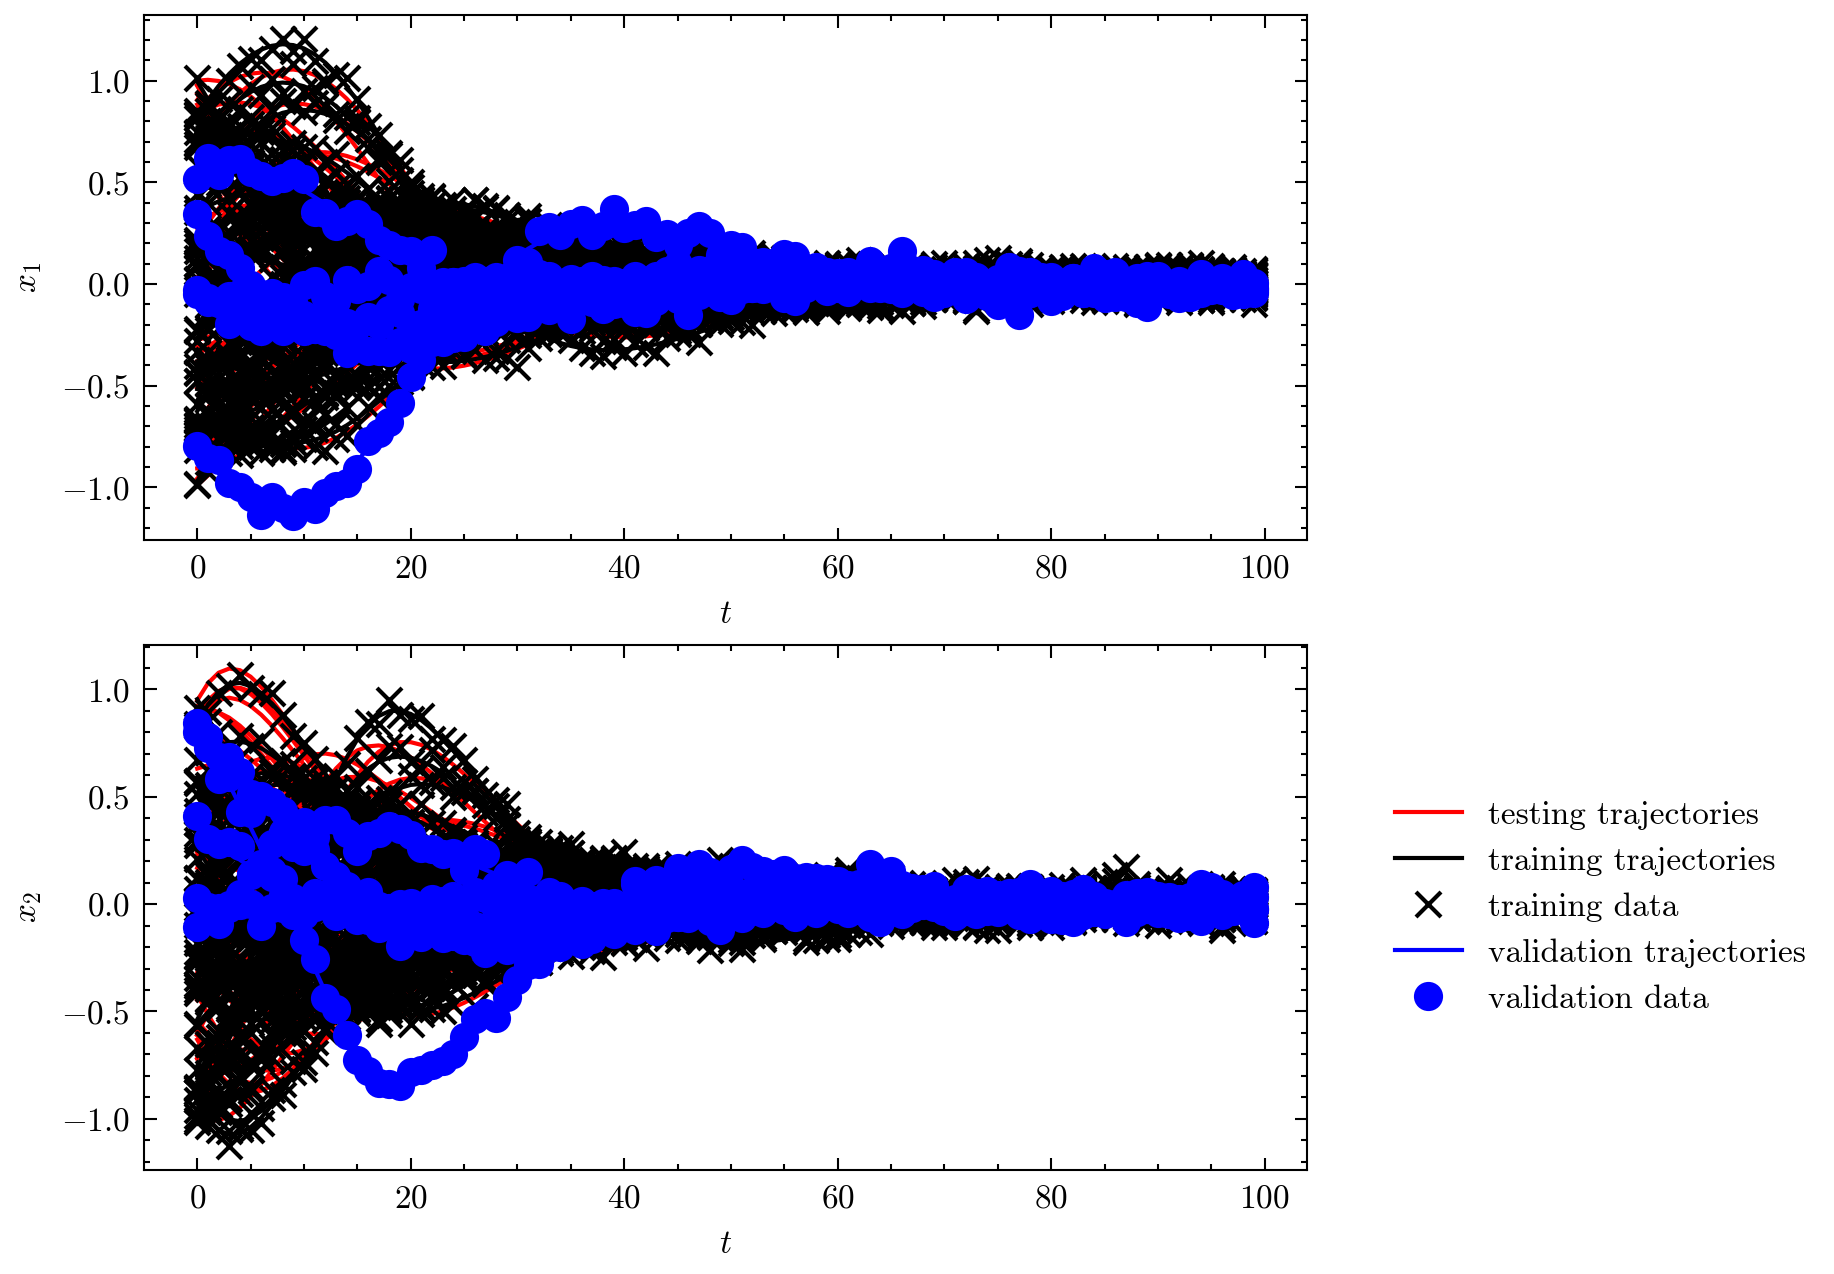 1.0
0.5
0.0
−0.5
−1.0
x1
0 20 40 60 80 100
t
1.0
0.5
0.0
−0.5
−1.0
x2
0 20 40 60 80 100
t
testing trajectories
training trajectories
training data
validation trajectories
validation data